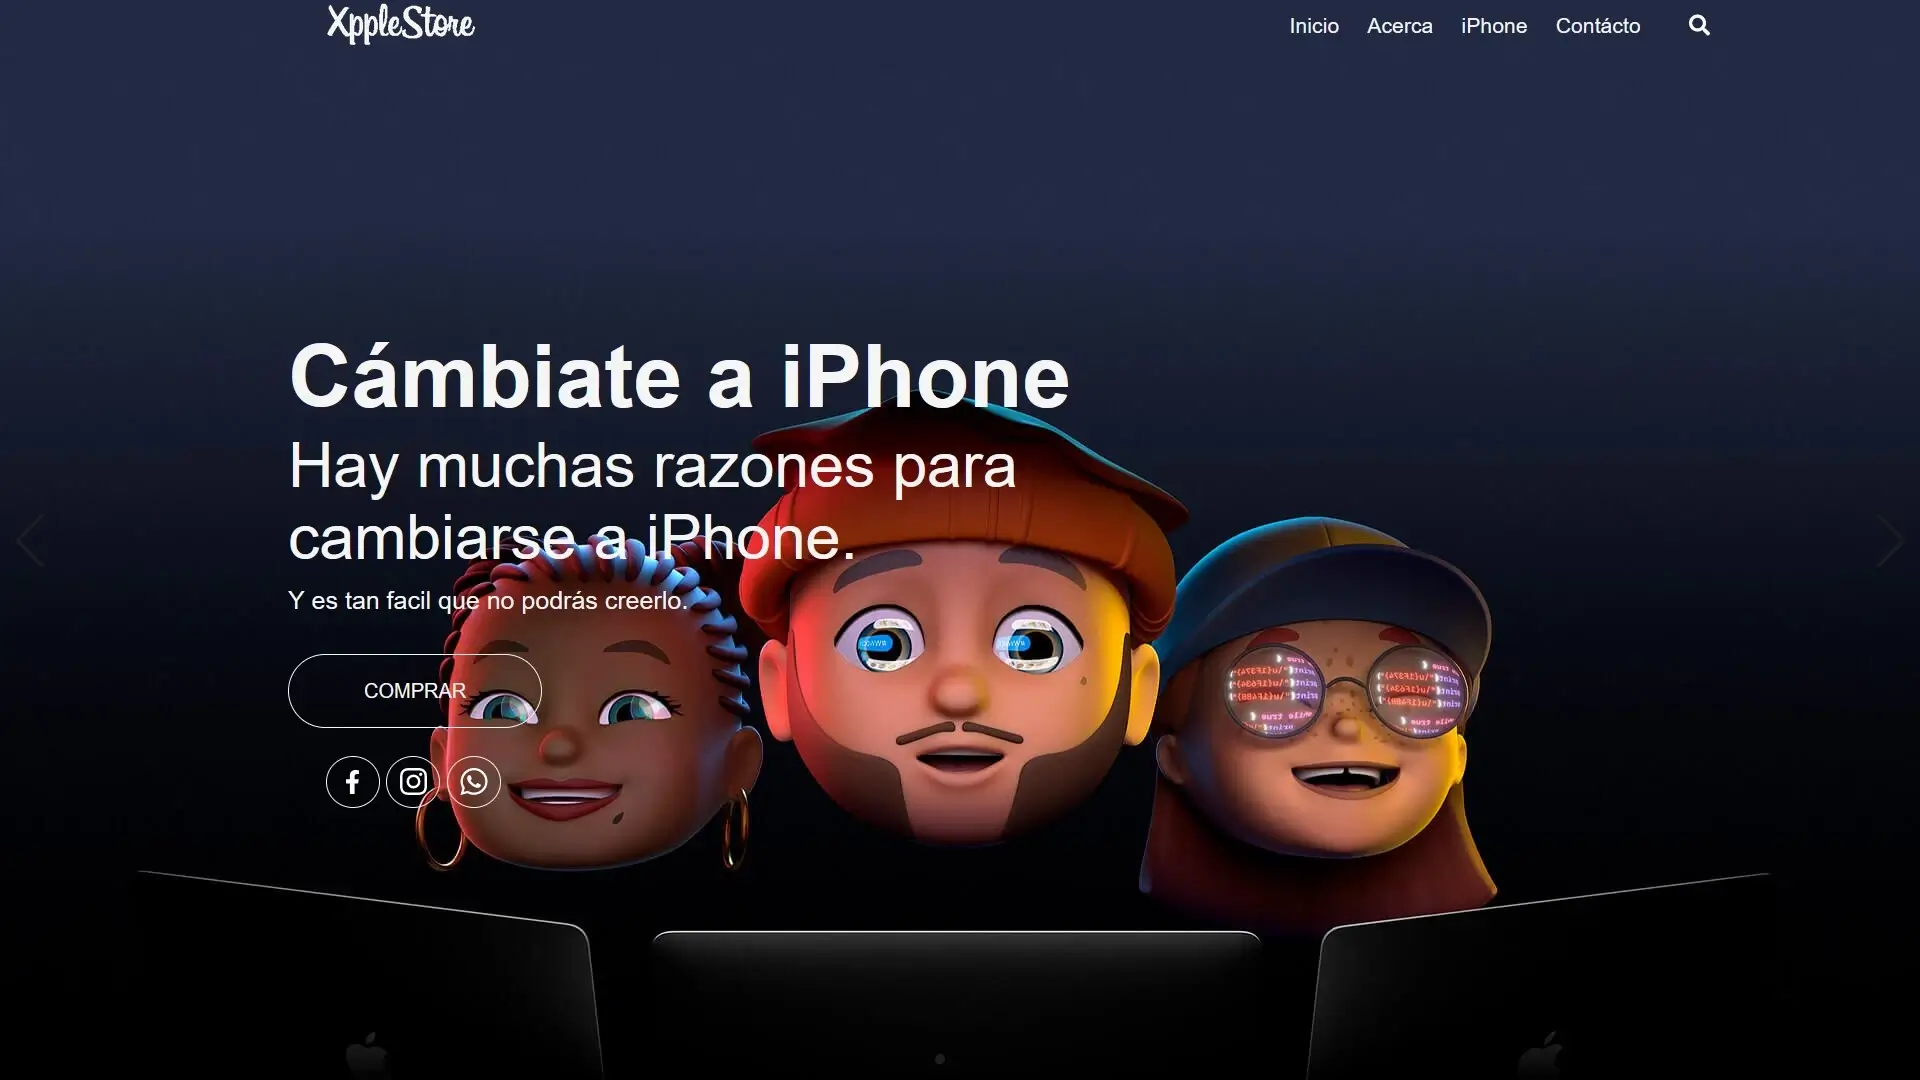 XppleStore
Inicio Acerca iPhone Contácto
Cámbiate a iPhone
Hay muchas razones para
cambiarse a iPhone.
Y es tan facil que no podrás creerlo.
COMPRAR